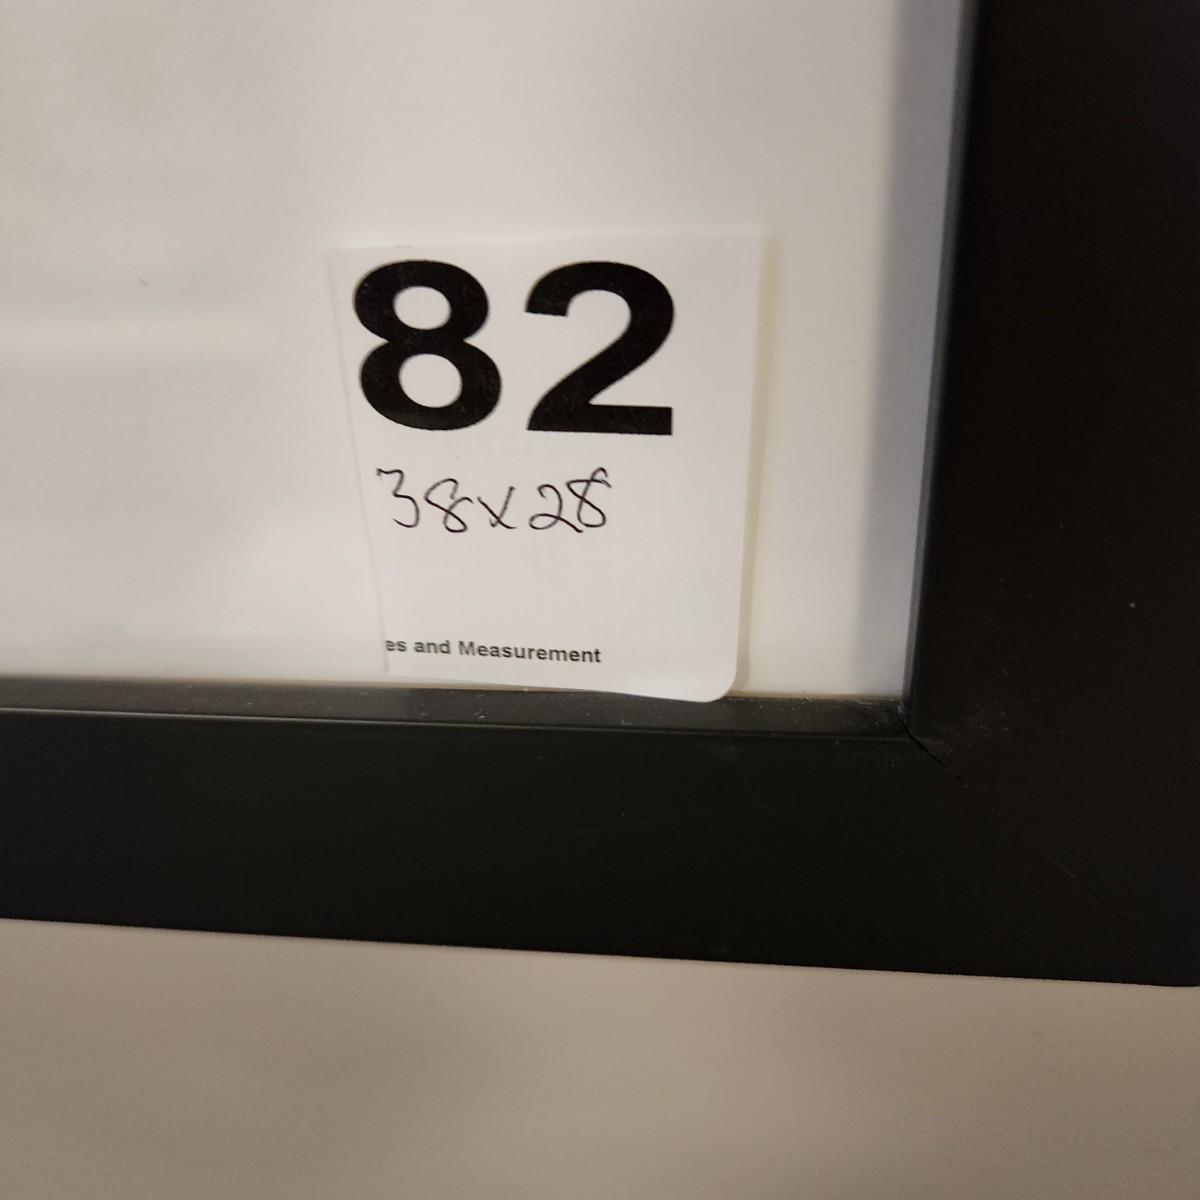 82
38x28
es and Measurement